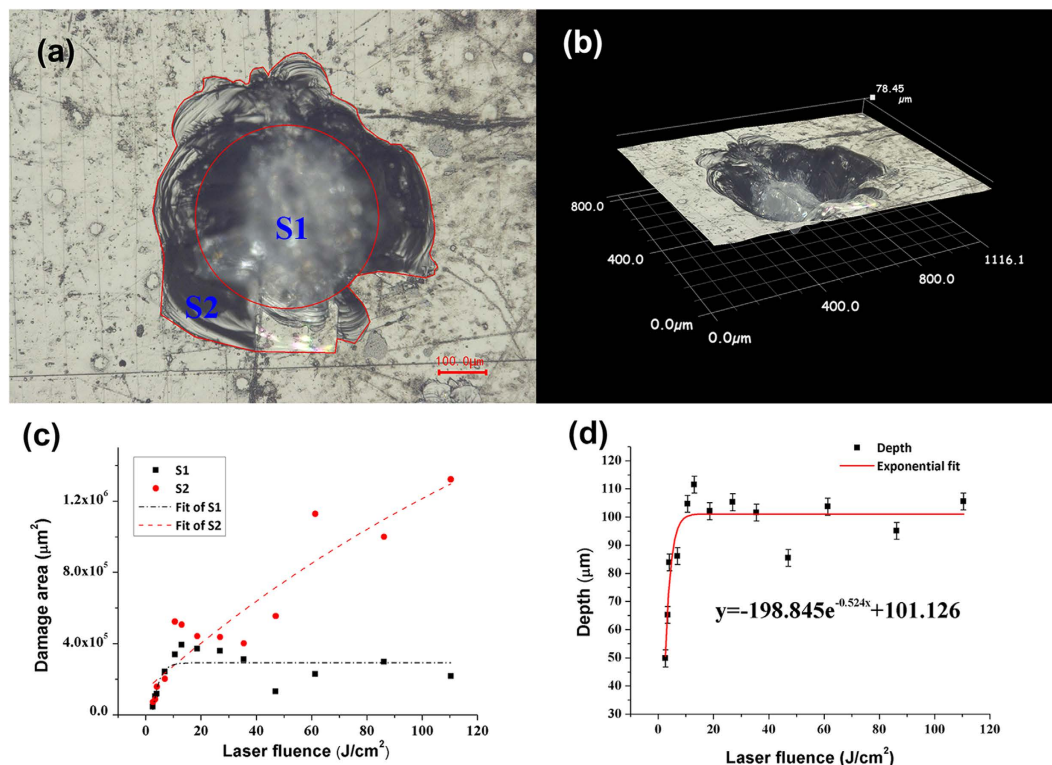 (a)
S1
S2
100.0μm
(b)
78.45
μm
800.0
400.0
0.0μm
0.0μm
400.0
800.0
1116.1
(c)
S1
S2
Fit of S1
Fit of S2
1.2x10⁶
8.0x10⁵
4.0x10⁵
0.0
Damage area (μm²)
0 20 40 60 80 100 120
Laser fluence (J/cm²)
(d)
Depth
Exponential fit
120
110
100
90
80
70
60
50
40
30
Depth (μm)
y=-198.845e^-0.524x+101.126
0 20 40 60 80 100 120
Laser fluence (J/cm²)